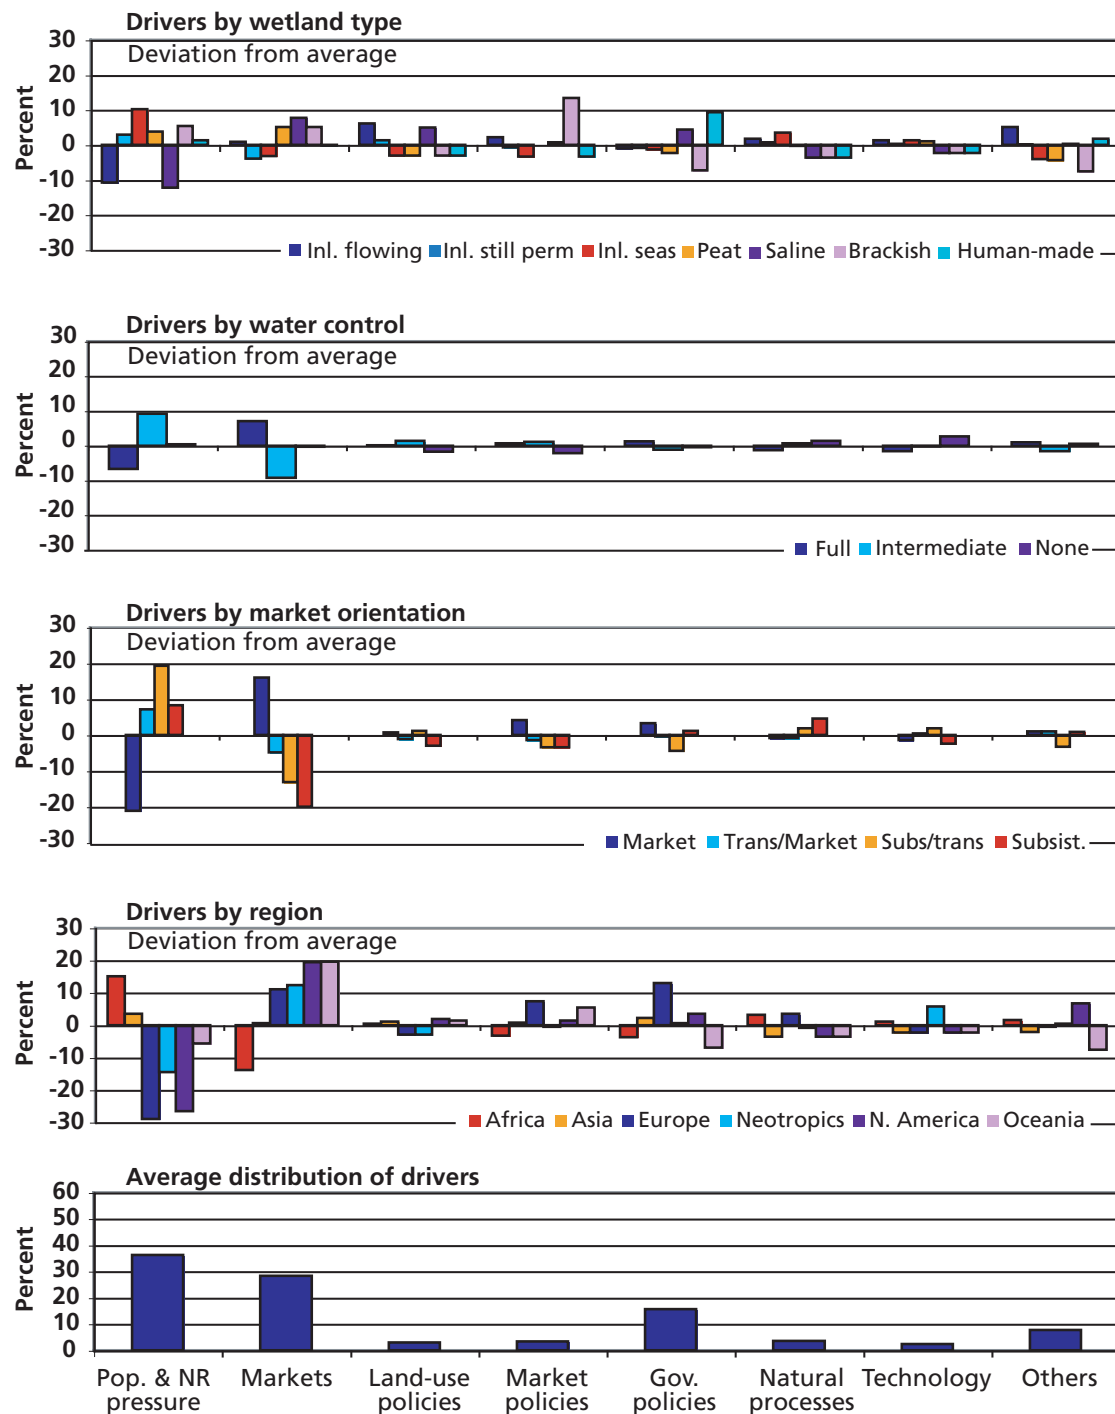 Drivers by wetland type
Deviation from average
Percent
30
20
10
0
-10
-20
-30
Inl. flowing Inl. still perm Inl. seas Peat Saline Brackish Human-made
Drivers by water control
Deviation from average
Percent
30
20
10
0
-10
-20
-30
Full Intermediate None
Drivers by market orientation
Deviation from average
Percent
30
20
10
0
-10
-20
-30
Market Trans/Market Subs/trans Subsist.
Drivers by region
Deviation from average
Percent
30
20
10
0
-10
-20
-30
Africa Asia Europe Neotropics N. America Oceania
Average distribution of drivers
Percent
60
50
40
30
20
10
0
Pop. & NR pressure
Markets
Land-use policies
Market policies
Gov. policies
Natural processes
Technology
Others